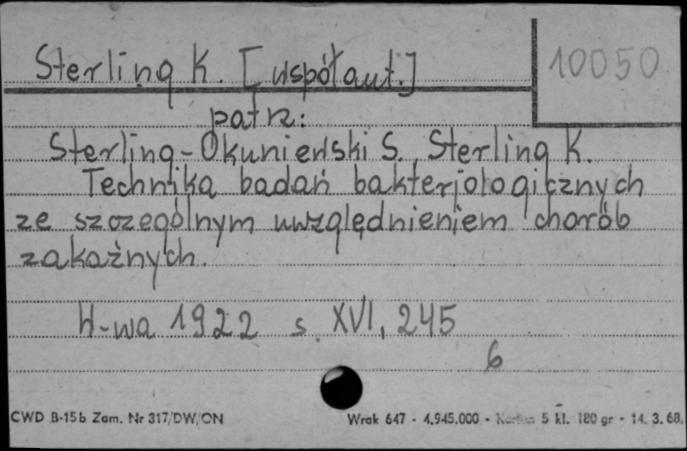 Sterling K. [współaut.]
10050
patrz:
Sterling-Okunieński S. Sterling K.
Technika badań bakterjologicznych
ze szczególnym uwzględnieniem chorób
zakaźnych.
W-wa 1922 s. XVI, 245
6
CWD B-15b Zam. Nr 317/DW/ON
Wrak 647 - 4.945.000 - Karton 5 kl. 180 gr - 14. 3. 68.